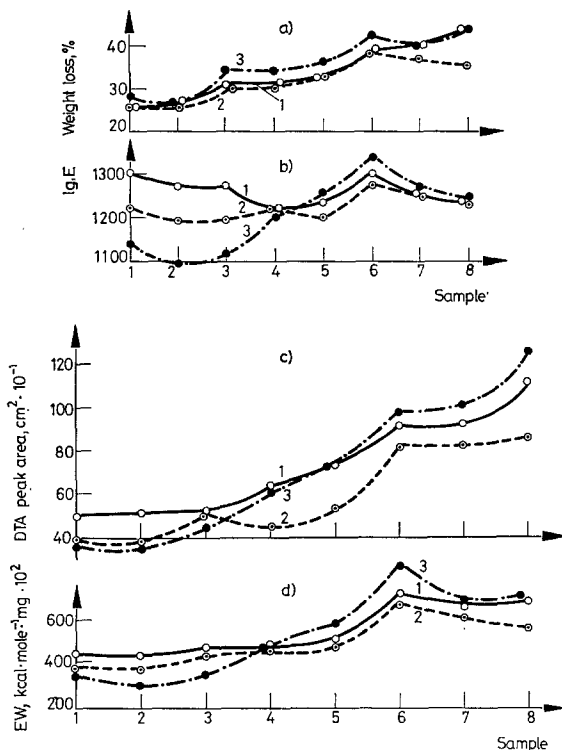 a)
Weight loss, %
40
30
20
3
2
1
b)
lg, E
1300
1200
1100
1
2
3
1 2 3 4 5 6 7 8
Sample
c)
DTA peak area, cm² · 10⁻¹
120
100
80
60
40
1
3
2
d)
EW, kcal·mole⁻¹ mg · 10²
600
400
200
3
1
2
1 2 3 4 5 6 7 8
Sample